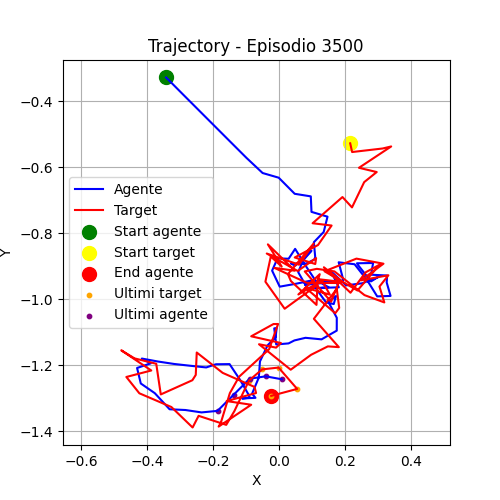 Trajectory - Episodio 3500
Y
−0.4
−0.6
−0.8
−1.0
−1.2
−1.4
Agente
Target
Start agente
Start target
End agente
Ultimi target
Ultimi agente
−0.6
−0.4
−0.2
0.0
0.2
0.4
X